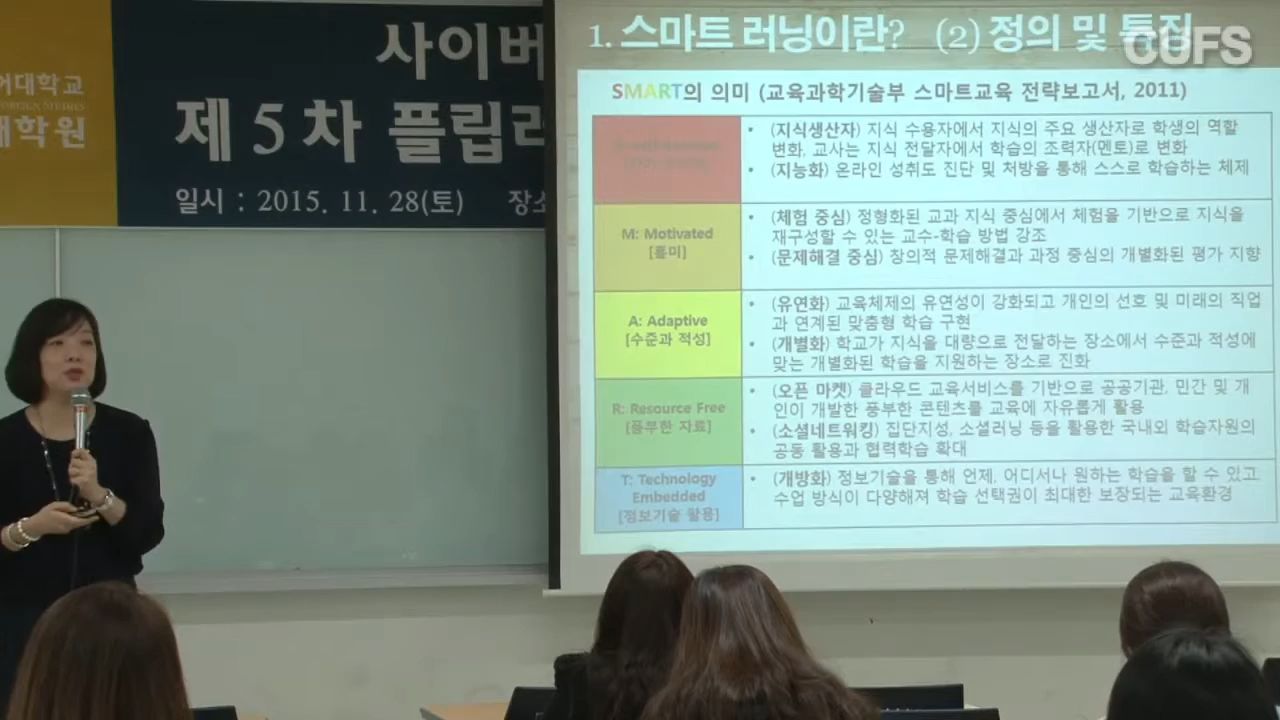 어대학교
대학원
사이버
제 5 차 플립러
일시 : 2015. 11. 28(토) 장소
1. 스마트 러닝이란? (2) 정의 및 특징
CUFS
SMART의 의미 (교육과학기술부 스마트교육 전략보고서, 2011)
• (지식생산자) 지식 수용자에서 지식의 주요 생산자로 학생의 역할
변화, 교사는 지식 전달자에서 학습의 조력자(멘토)로 변화
• (지능화) 온라인 성취도 진단 및 처방을 통해 스스로 학습하는 체제
M: Motivated
[흥미]
• (체험 중심) 정형화된 교과 지식 중심에서 체험을 기반으로 지식을
재구성할 수 있는 교수-학습 방법 강조
• (문제해결 중심) 창의적 문제해결과 과정 중심의 개별화된 평가 지향
A: Adaptive
[수준과 적성]
• (유연화) 교육체제의 유연성이 강화되고 개인의 선호 및 미래의 직업
과 연계된 맞춤형 학습 구현
• (개별화) 학교가 지식을 대량으로 전달하는 장소에서 수준과 적성에
맞는 개별화된 학습을 지원하는 장소로 진화
R: Resource Free
[풍부한 자료]
• (오픈 마켓) 클라우드 교육서비스를 기반으로 공공기관, 민간 및 개
인이 개발한 풍부한 콘텐츠를 교육에 자유롭게 활용
• (소셜네트워킹) 집단지성, 소셜러닝 등을 활용한 국내외 학습자원의
공동 활용과 협력학습 확대
T: Technology
Embedded
[정보기술 활용]
• (개방화) 정보기술을 통해 언제, 어디서나 원하는 학습을 할 수 있고
수업 방식이 다양해져 학습 선택권이 최대한 보장되는 교육환경